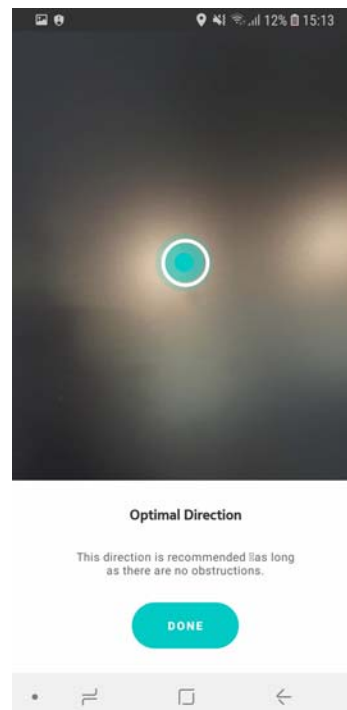 12% 15:13
Optimal Direction
This direction is recommended as long
as there are no obstructions.
DONE